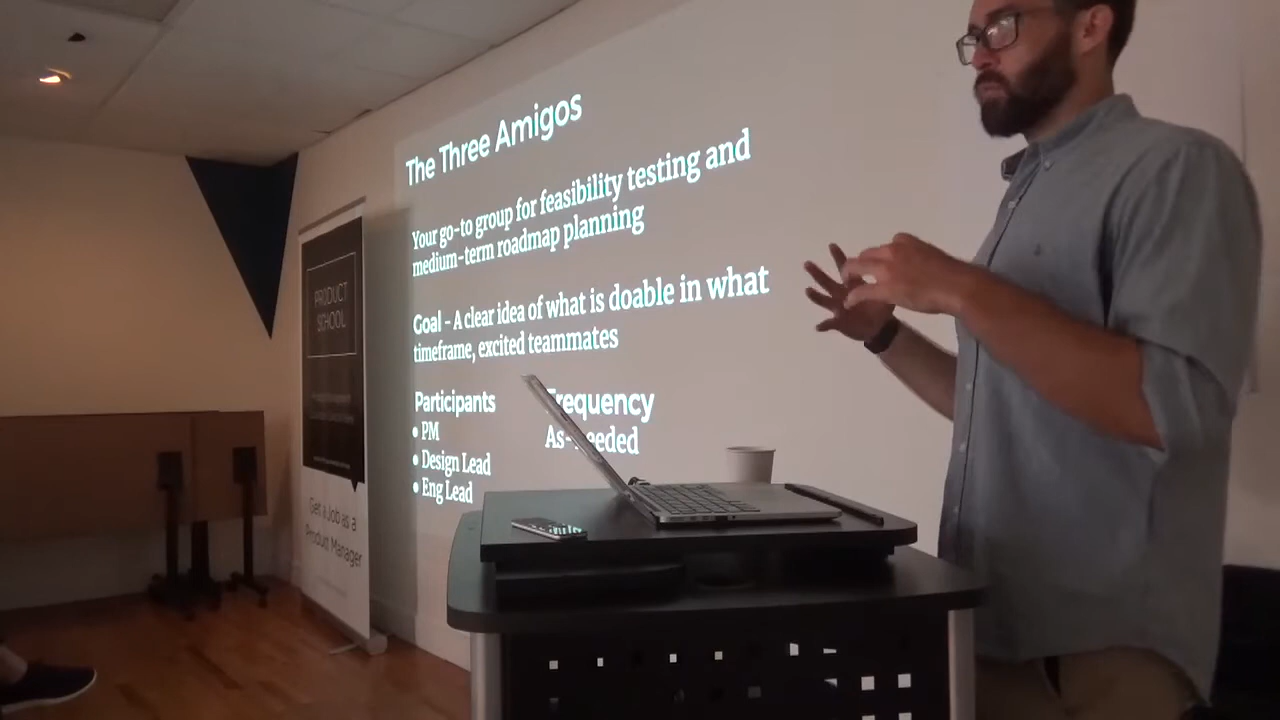 The Three Amigos
Your go-to group for feasibility testing and
medium-term roadmap planning
Goal - A clear idea of what is doable in what
timeframe, excited teammates
Participants
• PM
• Design Lead
• Eng Lead
Frequency
As-needed
PRODUCT
SCHOOL
Get a Job as a
Product Manager